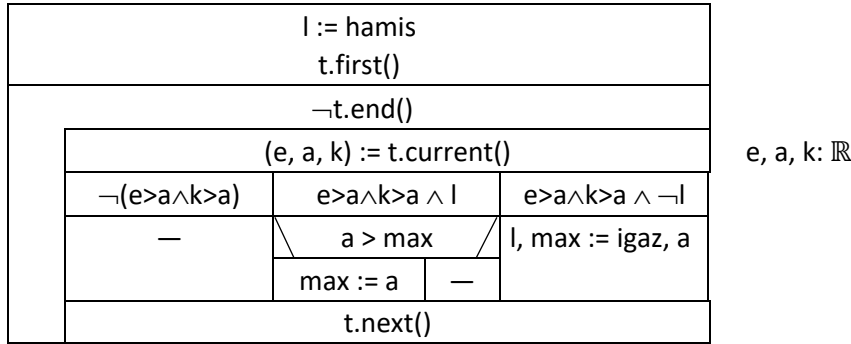 l := hamis
t.first()
¬t.end()
(e, a, k) := t.current()
e, a, k: ℝ
¬(e>a∧k>a)
e>a∧k>a ∧ l
e>a∧k>a ∧ ¬l
—
a > max
l, max := igaz, a
max := a
—
t.next()